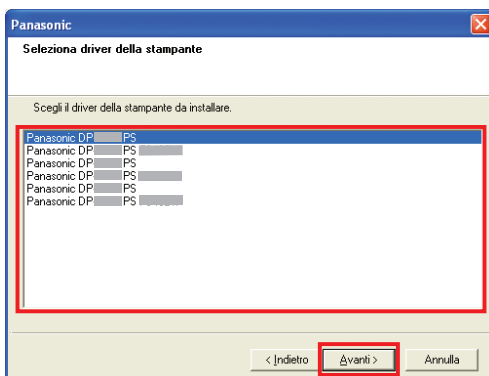 Panasonic
Seleziona driver della stampante
Scegli il driver della stampante da installare.
Panasonic DP PS
Panasonic DP PS
Panasonic DP PS
Panasonic DP PS
Panasonic DP PS
Panasonic DP PS
< Indietro Avanti > Annulla